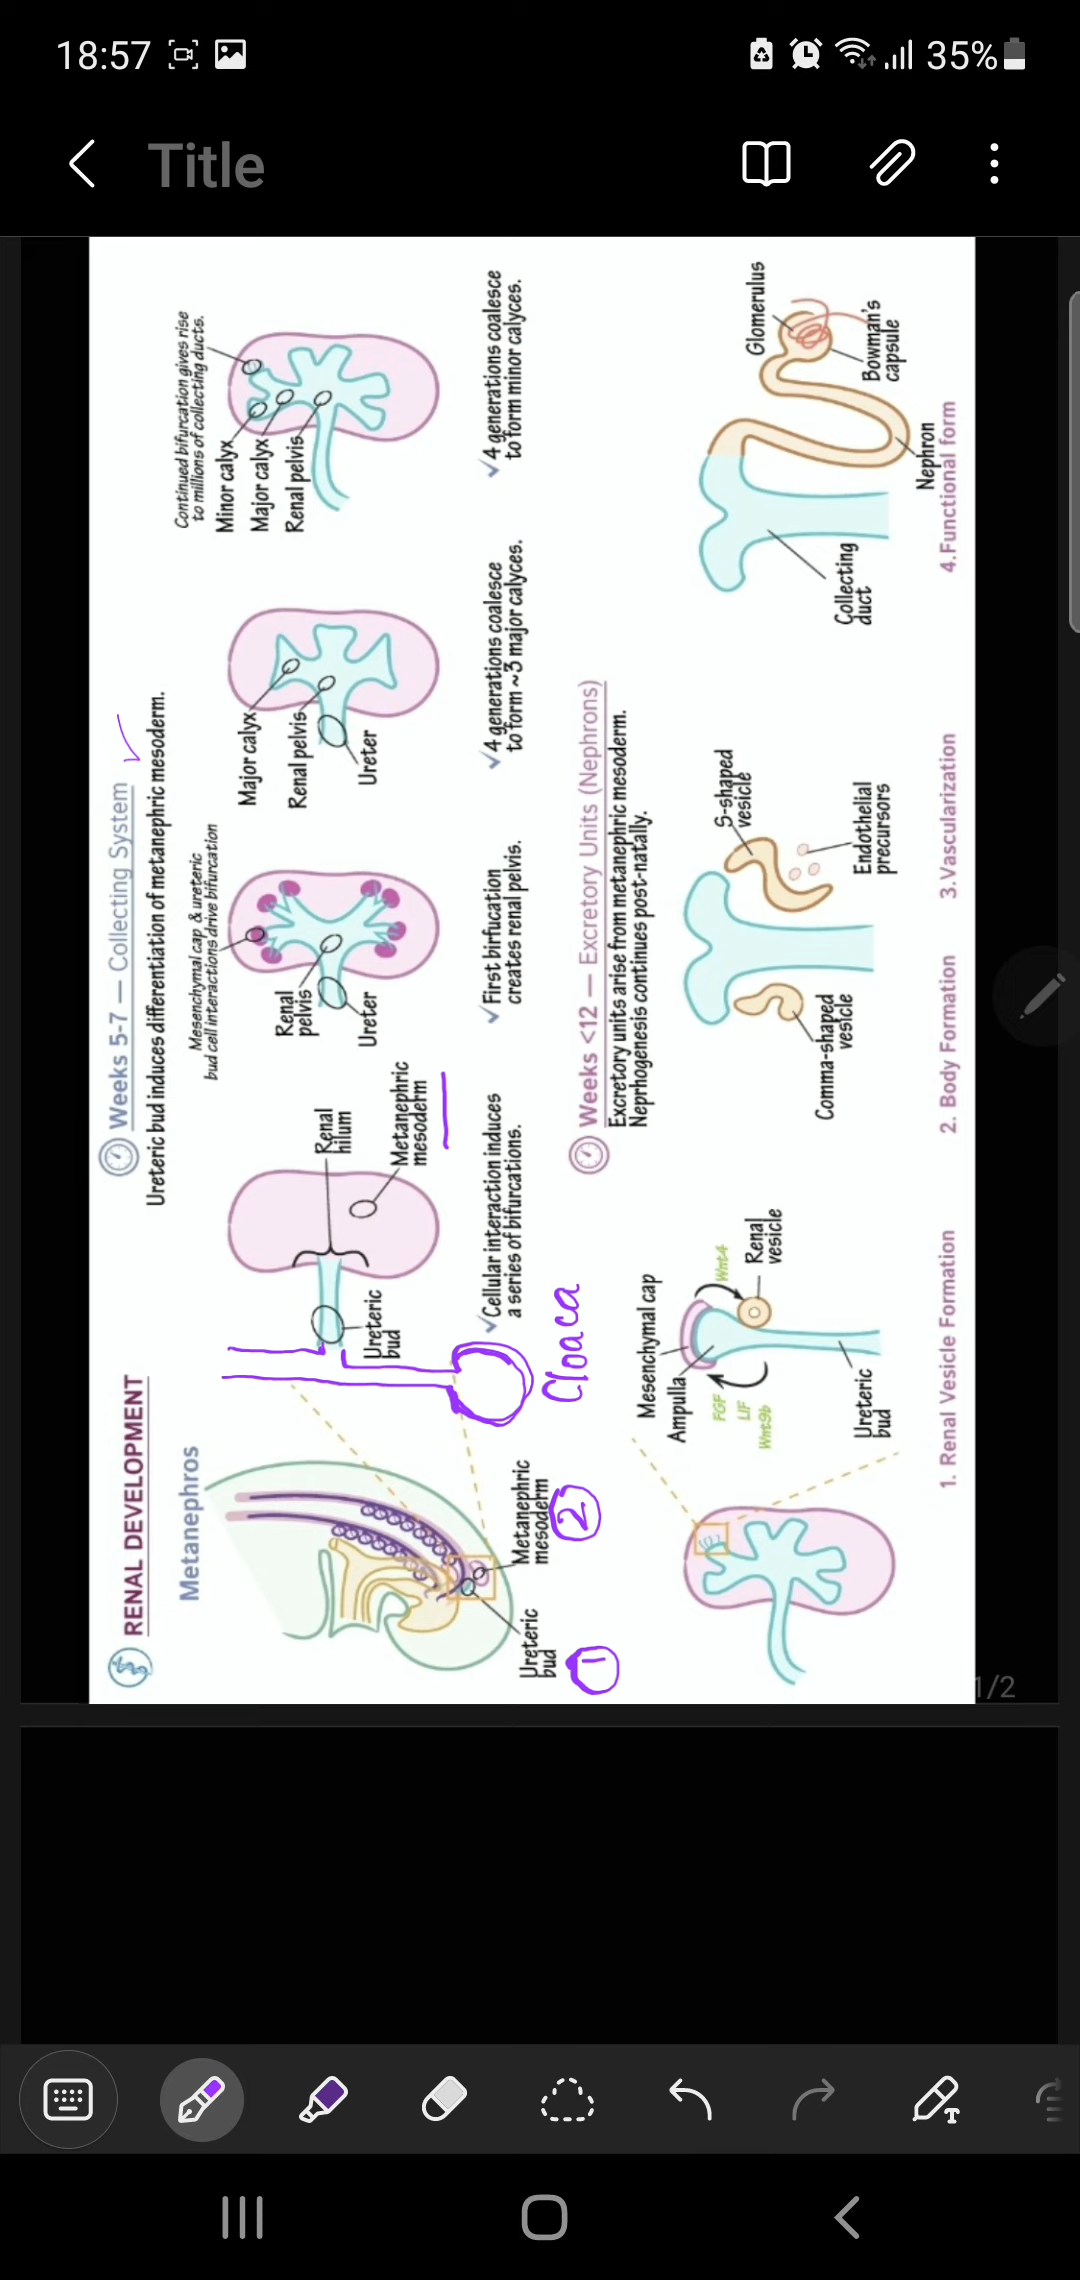 18:57
35%
Title
RENAL DEVELOPMENT
Metanephros
Ureteric
bud
1
Metanephric
mesoderm
2
Weeks 5-7 — Collecting System
Ureteric bud induces differentiation of metanephric mesoderm.
Ureteric
bud
Renal
hilum
Metanephric
mesoderm
✓Cellular interaction induces
a series of bifurcations.
Cloaca
Mesenchymal cap & ureteric
bud cell interactions drive bifurcation
Renal
pelvis
Ureter
✓First birfucation
creates renal pelvis.
Major calyx
Renal pelvis
Ureter
✓4 generations coalesce
to form ~3 major calyces.
Continued bifurcation gives rise
to millions of collecting ducts.
Minor calyx
Major calyx
Renal pelvis
✓4 generations coalesce
to form minor calyces.
Weeks <12 — Excretory Units (Nephrons)
Excretory units arise from metanephric mesoderm.
Neprhogenesis continues post-natally.
Mesenchymal cap
Ampulla
FGF
LIF
Wnt9b
Wnt4
Renal
vesicle
Ureteric
bud
1. Renal Vesicle Formation
Comma-shaped
vesicle
2. Body Formation
S-shaped
vesicle
Endothelial
precursors
3.Vascularization
Collecting
duct
Glomerulus
Bowman's
capsule
Nephron
4.Functional form
1/2